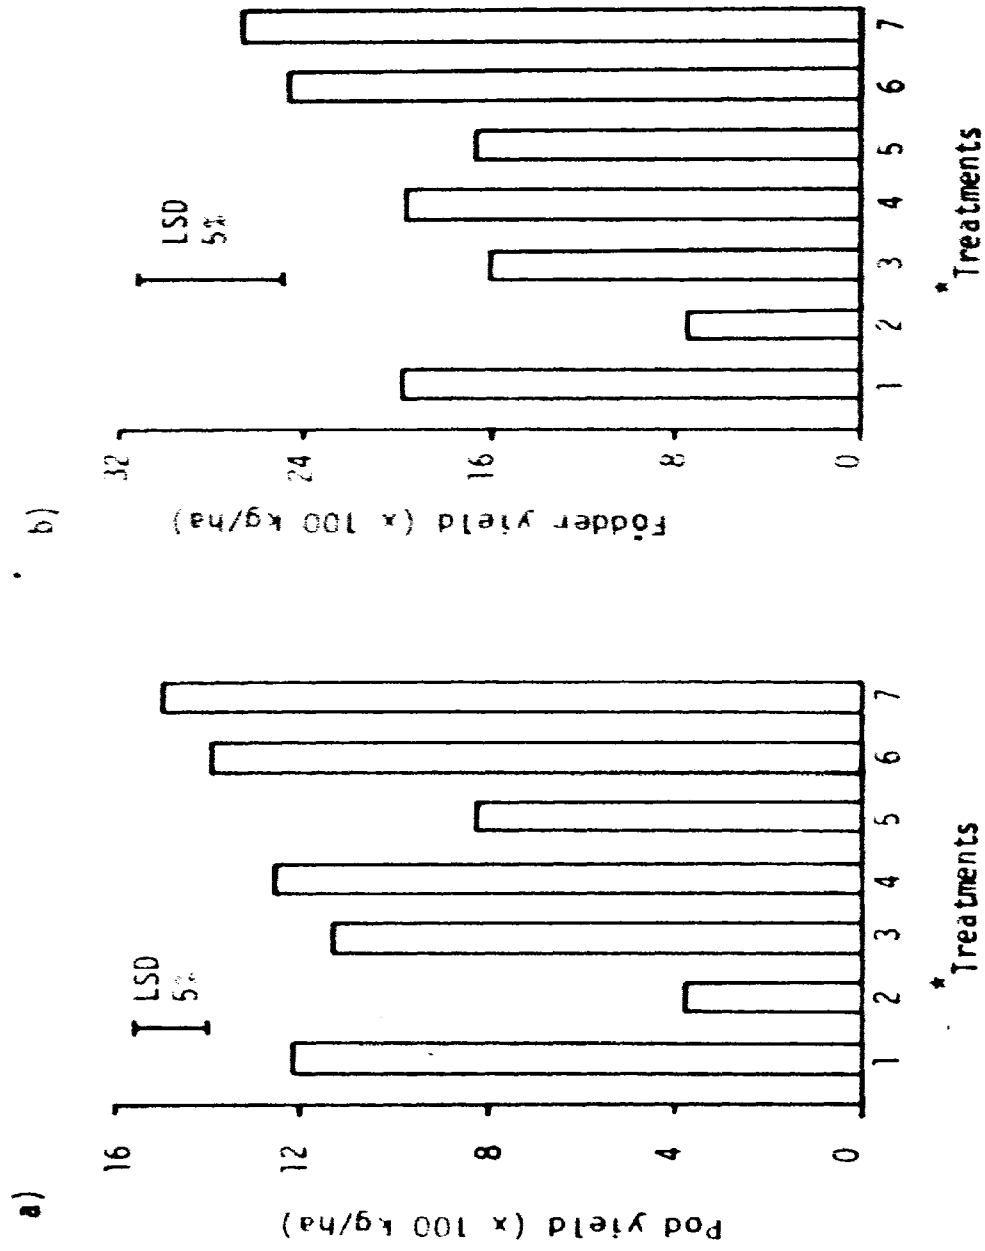 a)
Pod yield (x 100 kg/ha)
16
12
8
4
0
LSD
5%
1 2 3 4 5 6 7
*Treatments
b)
Fodder yield (x 100 kg/ha)
32
24
16
8
0
LSD
5%
1 2 3 4 5 6 7
*Treatments